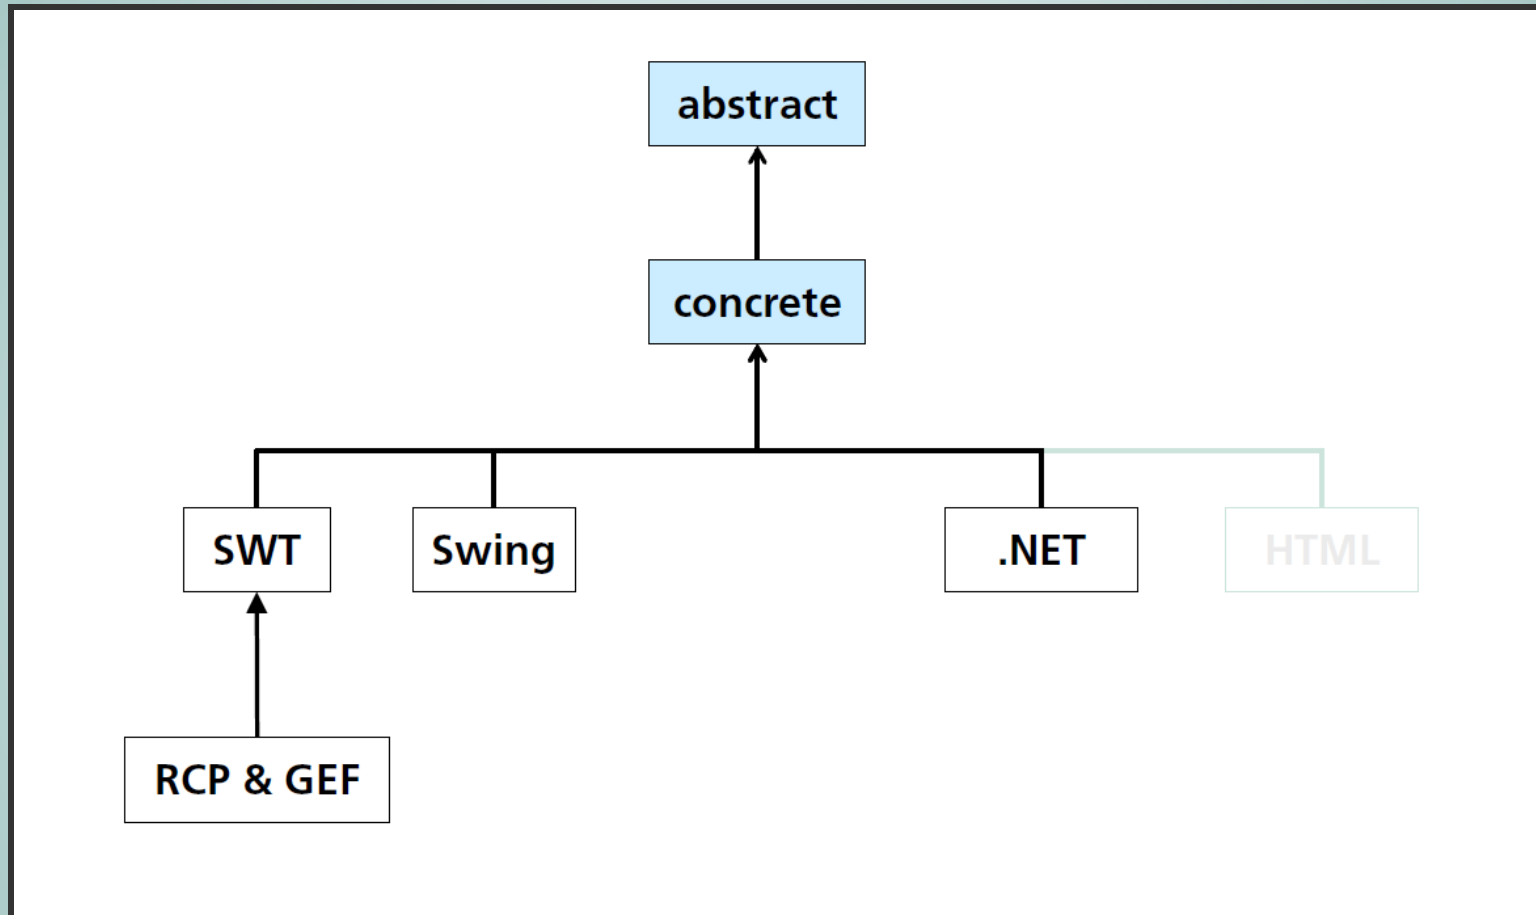 abstract
concrete
SWT
Swing
.NET
HTML
RCP & GEF